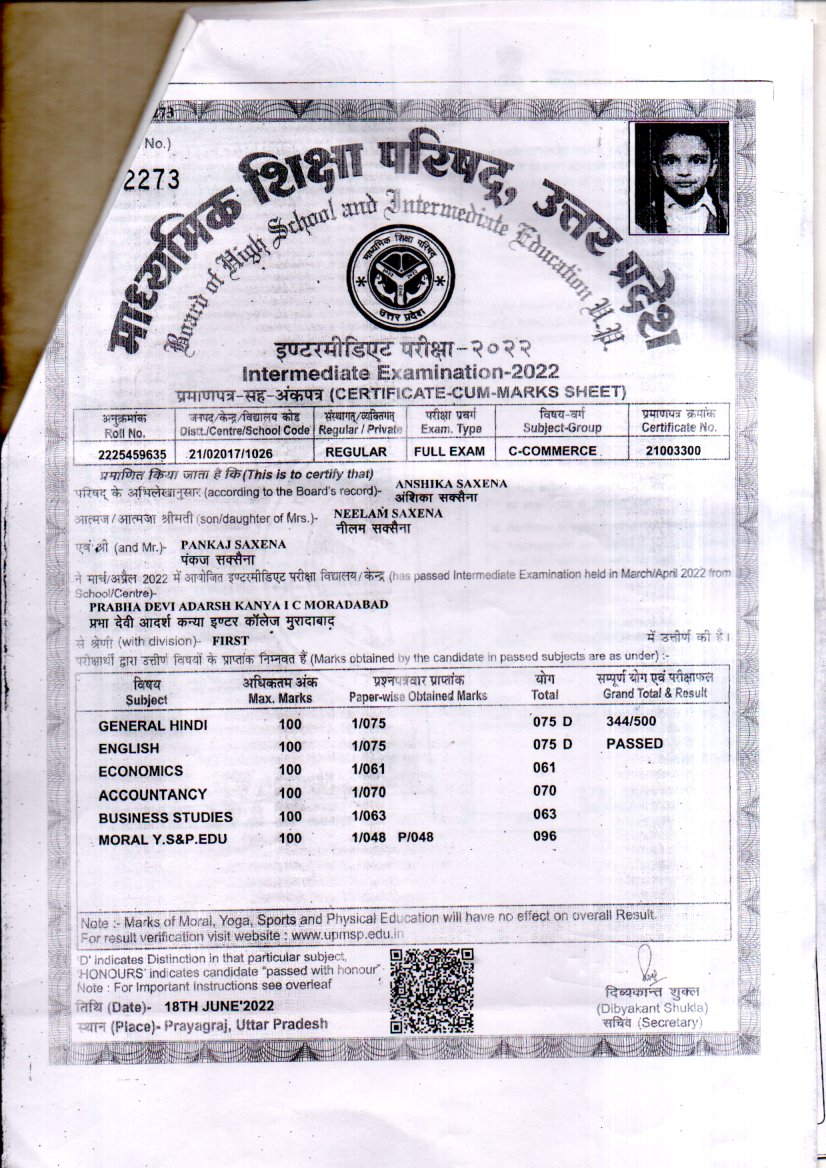 273
No.)
2273
माध्यमिक शिक्षा परिषद्, उत्तर प्रदेश
Board of High School and Intermediate Education U.P.
माध्यमिक शिक्षा परिषद्
उत्तर प्रदेश
इण्टरमीडिएट परीक्षा-२०२२
Intermediate Examination-2022
प्रमाणपत्र-सह-अंकपत्र (CERTIFICATE-CUM-MARKS SHEET)
अनुक्रमांक जनपद/केन्द्र/विद्यालय कोड संस्थागत/व्यक्तिगत परीक्षा प्रवर्ग विषय-वर्ग प्रमाणपत्र क्रमांक
Roll No. Distt./Centre/School Code Regular / Private Exam. Type Subject-Group Certificate No.
2225459635 21/02017/1026 REGULAR FULL EXAM C-COMMERCE 21003300
प्रमाणित किया जाता है कि (This is to certify that)
परिषद् के अभिलेखानुसार (according to the Board's record)- ANSHIKA SAXENA
अंशिका सक्सैना
आत्मज/आत्मजा श्रीमती (son/daughter of Mrs.)- NEELAM SAXENA
नीलम सक्सैना
एवं श्री (and Mr.)- PANKAJ SAXENA
पंकज सक्सैना
ने मार्च/अप्रैल 2022 में आयोजित इण्टरमीडिएट परीक्षा विद्यालय/केन्द्र (has passed Intermediate Examination held in March/April 2022 from
School/Centre)-
PRABHA DEVI ADARSH KANYA I C MORADABAD
प्रभा देवी आदर्श कन्या इण्टर कॉलेज मुरादाबाद
से श्रेणी (with division)- FIRST में उत्तीर्ण की है।
परीक्षार्थी द्वारा उत्तीर्ण विषयों के प्राप्तांक निम्नवत हैं (Marks obtained by the candidate in passed subjects are as under) :-
विषय अधिकतम अंक प्रश्नपत्रवार प्राप्तांक योग सम्पूर्ण योग एवं परीक्षाफल
Subject Max. Marks Paper-wise Obtained Marks Total Grand Total & Result
GENERAL HINDI 100 1/075 075 D 344/500
ENGLISH 100 1/075 075 D PASSED
ECONOMICS 100 1/061 061
ACCOUNTANCY 100 1/070 070
BUSINESS STUDIES 100 1/063 063
MORAL Y.S&P.EDU 100 1/048 P/048 096
Note :- Marks of Moral, Yoga, Sports and Physical Education will have no effect on overall Result.
For result verification visit website : www.upmsp.edu.in
'D' indicates Distinction in that particular subject,
'HONOURS' indicates candidate "passed with honour"
Note : For Important Instructions see overleaf
तिथि (Date)- 18TH JUNE'2022
स्थान (Place)- Prayagraj, Uttar Pradesh
दिव्यकान्त शुक्ल
(Dibyakant Shukla)
सचिव (Secretary)